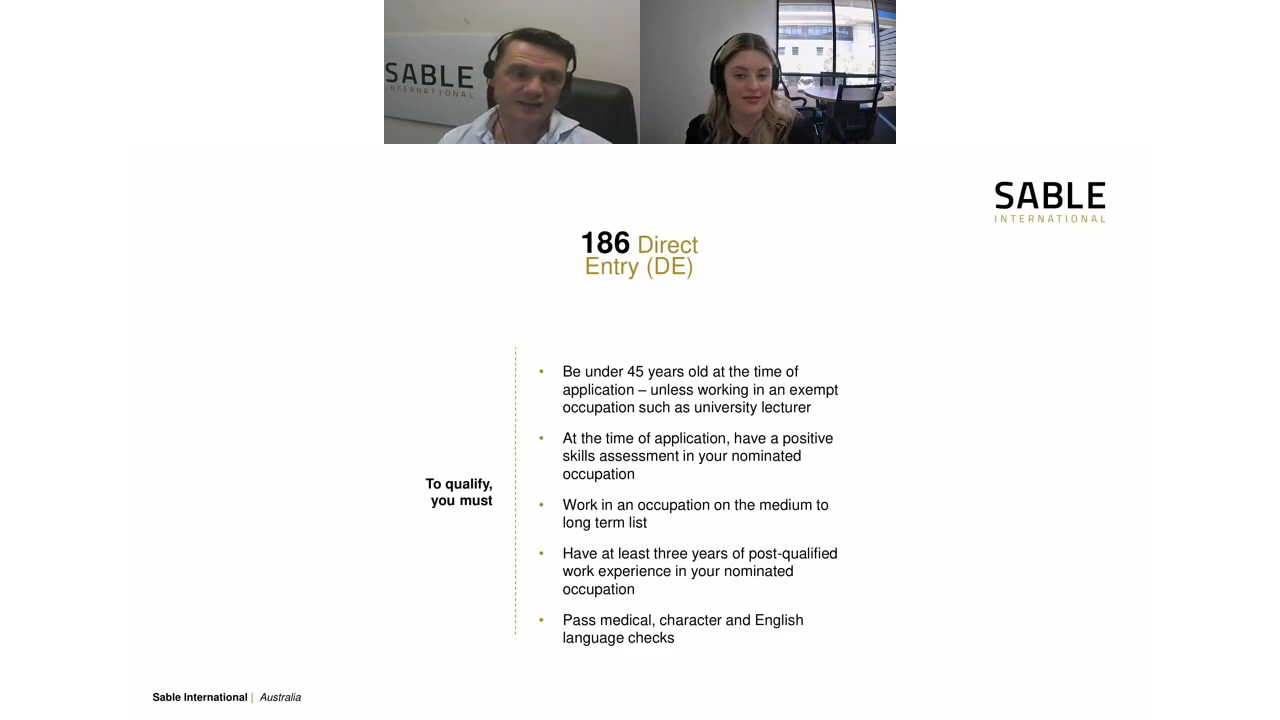 SABLE
INTERNATIONAL
SABLE
INTERNATIONAL
186 Direct
Entry (DE)
To qualify,
you must
• Be under 45 years old at the time of
application – unless working in an exempt
occupation such as university lecturer
• At the time of application, have a positive
skills assessment in your nominated
occupation
• Work in an occupation on the medium to
long term list
• Have at least three years of post-qualified
work experience in your nominated
occupation
• Pass medical, character and English
language checks
Sable International | Australia